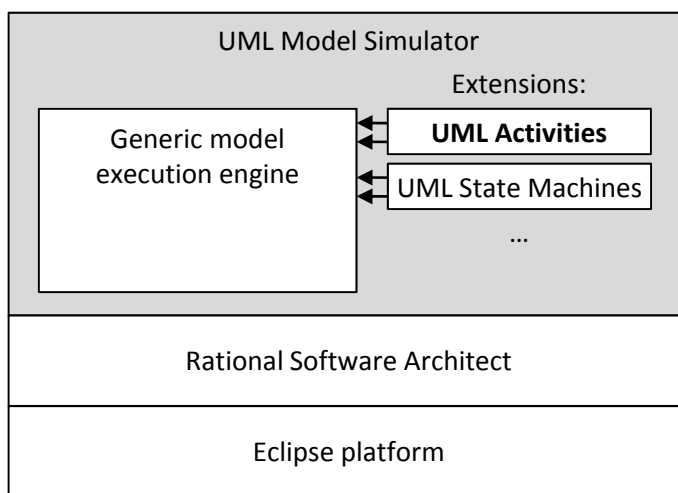 UML Model Simulator
Extensions:
Generic model
execution engine
UML Activities
UML State Machines
...
Rational Software Architect
Eclipse platform